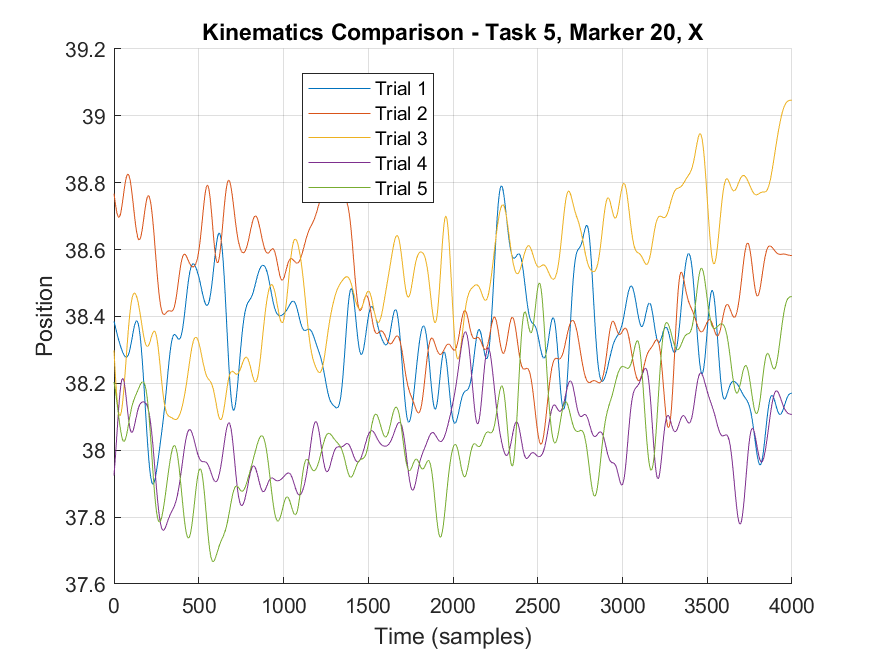 Kinematics Comparison - Task 5, Marker 20, X
39.2
39
38.8
38.6
38.4
38.2
38
37.8
37.6
Position
Trial 1
Trial 2
Trial 3
Trial 4
Trial 5
0 500 1000 1500 2000 2500 3000 3500 4000
Time (samples)